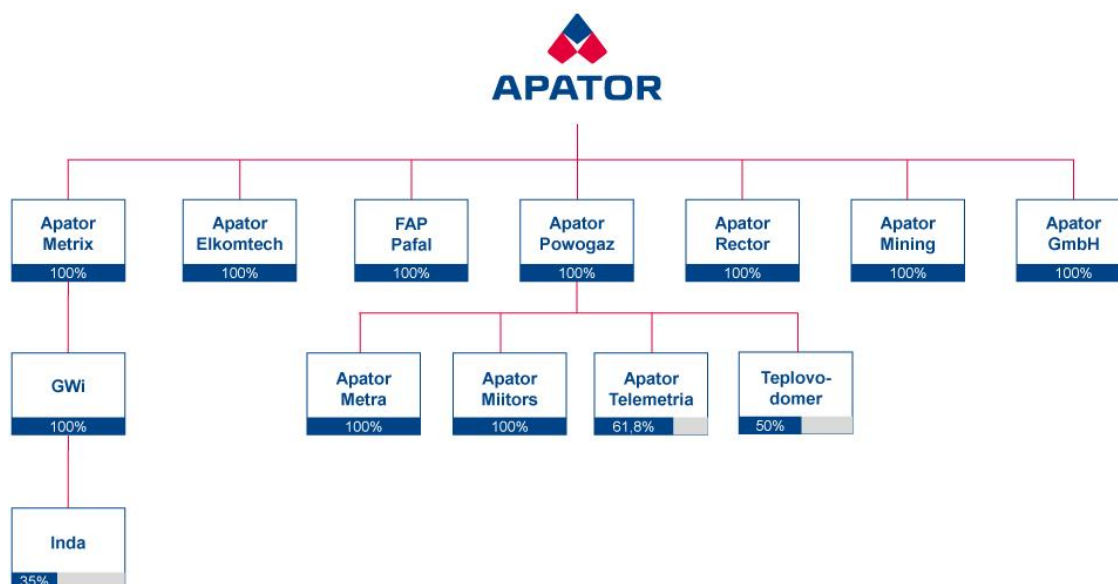 APATOR
Apator
Metrix
100%
Apator
Elkomtech
100%
FAP
Pafal
100%
Apator
Powogaz
100%
Apator
Rector
100%
Apator
Mining
100%
Apator
GmbH
100%
GWi
100%
Apator
Metra
100%
Apator
Miitors
100%
Apator
Telemetria
61,8%
Teplovo-
domer
50%
Inda
35%